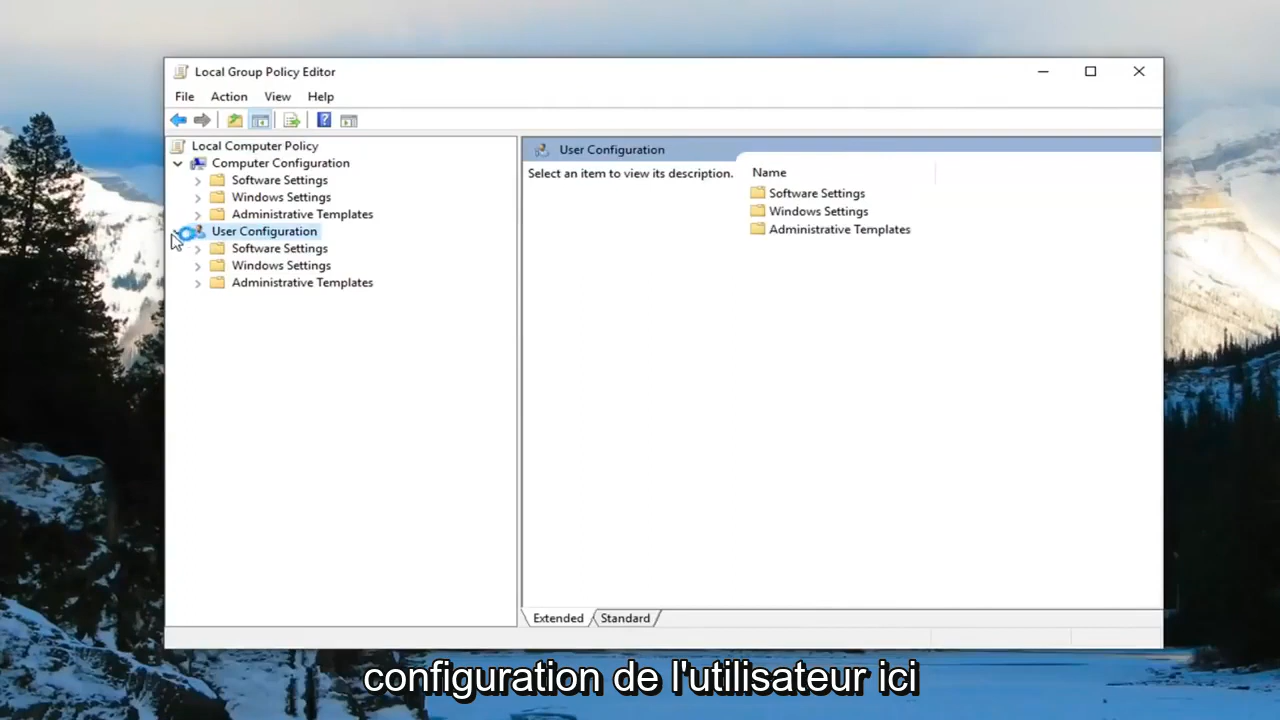 Local Group Policy Editor
File Action View Help
Local Computer Policy
Computer Configuration
Software Settings
Windows Settings
Administrative Templates
User Configuration
Software Settings
Windows Settings
Administrative Templates
User Configuration
Select an item to view its description.
Name
Software Settings
Windows Settings
Administrative Templates
Extended Standard
configuration de l'utilisateur ici